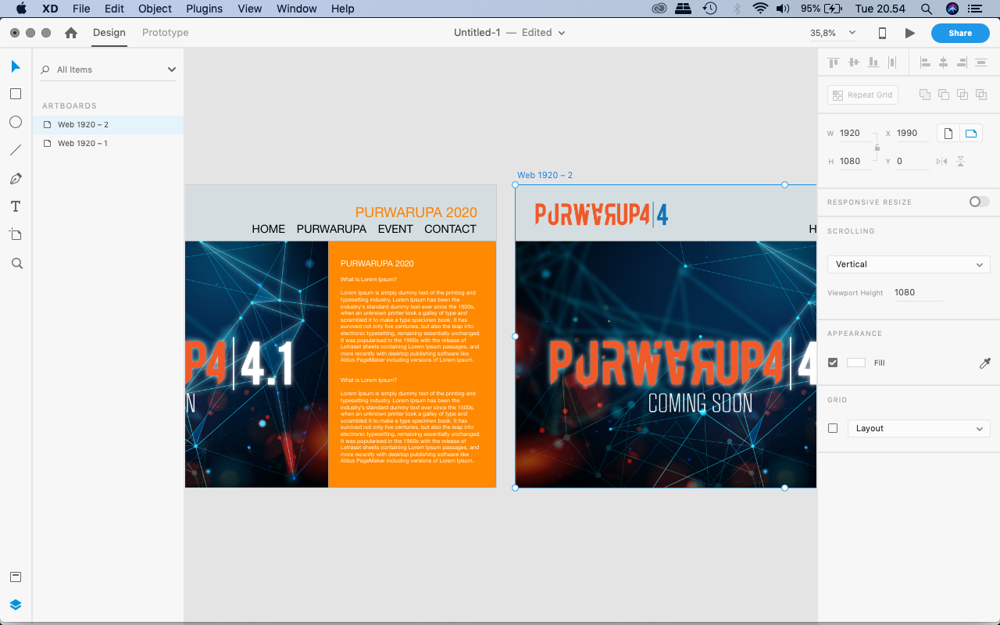 XD File Edit Object Plugins View Window Help 95% Tue 20.54
Design Prototype Untitled-1 — Edited 35,8% Share
All Items
ARTBOARDS
Web 1920 – 2
Web 1920 – 1
PURWARUPA 2020
HOME PURWARUPA EVENT CONTACT
PURWARUPA 2020
What is Lorem Ipsum?
Lorem Ipsum is simply dummy text of the printing and
typesetting industry. Lorem Ipsum has been the
industry's standard dummy text ever since the 1500s,
when an unknown printer took a galley of type and
scrambled it to make a type specimen book. It has
survived not only five centuries, but also the leap into
electronic typesetting, remaining essentially unchanged.
It was popularised in the 1960s with the release of
Letraset sheets containing Lorem Ipsum passages, and
more recently with desktop publishing software like
Aldus PageMaker including versions of Lorem Ipsum.
What is Lorem Ipsum?
Lorem Ipsum is simply dummy text of the printing and
typesetting industry. Lorem Ipsum has been the
industry's standard dummy text ever since the 1500s,
when an unknown printer took a galley of type and
scrambled it to make a type specimen book. It has
survived not only five centuries, but also the leap into
electronic typesetting, remaining essentially unchanged.
It was popularised in the 1960s with the release of
Letraset sheets containing Lorem Ipsum passages, and
more recently with desktop publishing software like
Aldus PageMaker including versions of Lorem Ipsum.
P4|4.1
N
Web 1920 – 2
PURWARUP4|4
H
PURWARUP4|4
COMING SOON
Repeat Grid
W 1920 X 1990
H 1080 Y 0
RESPONSIVE RESIZE
SCROLLING
Vertical
Viewport Height 1080
APPEARANCE
Fill
GRID
Layout